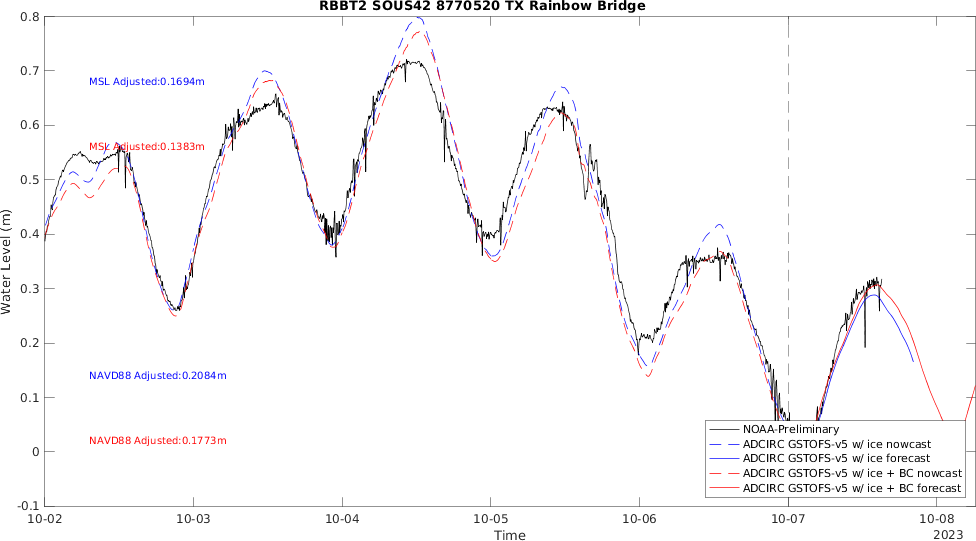 RBBT2 SOUS42 8770520 TX Rainbow Bridge
0.8
0.7
0.6
0.5
0.4
0.3
0.2
0.1
0
-0.1
Water Level (m)
MSL Adjusted:0.1694m
MSL Adjusted:0.1383m
NAVD88 Adjusted:0.2084m
NAVD88 Adjusted:0.1773m
NOAA-Preliminary
ADCIRC GSTOFS-v5 w/ ice nowcast
ADCIRC GSTOFS-v5 w/ ice forecast
ADCIRC GSTOFS-v5 w/ ice + BC nowcast
ADCIRC GSTOFS-v5 w/ ice + BC forecast
10-02 10-03 10-04 10-05 10-06 10-07 10-08
Time
2023